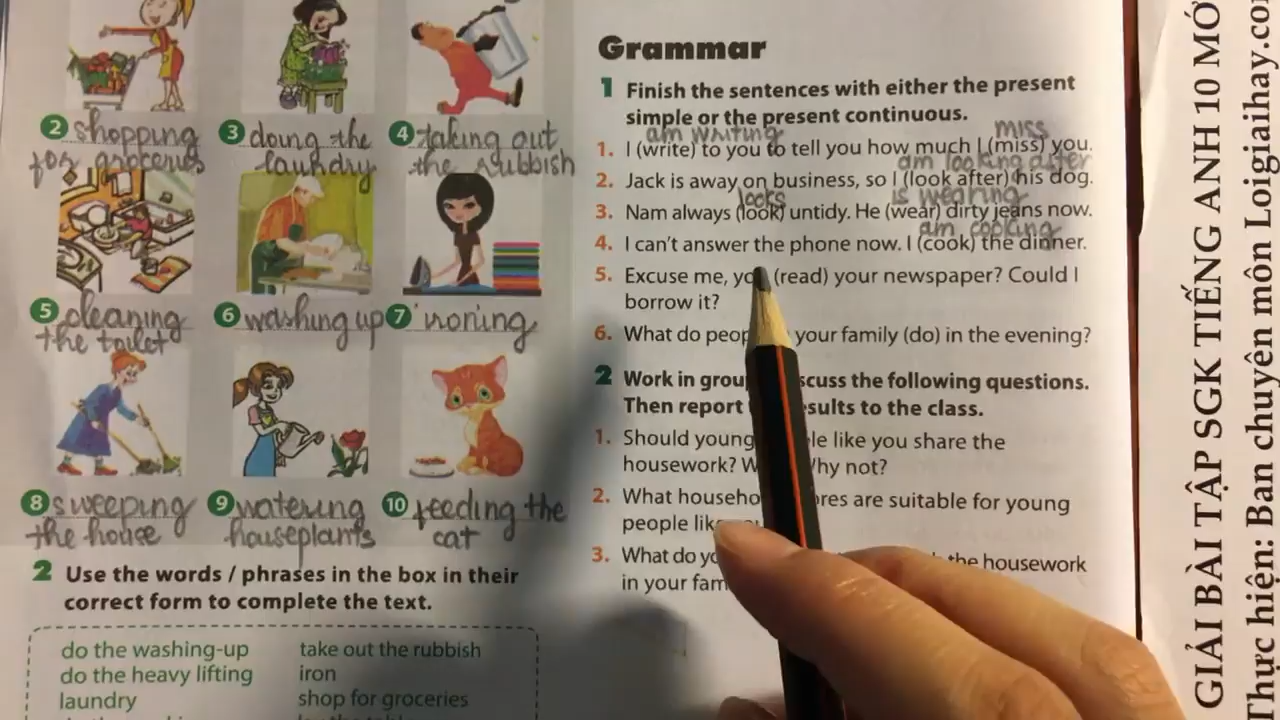 2 shopping
for groceries
3 doing the
laundry
4 taking out
the rubbish
5 cleaning
the toilet
6 washing up
7 ironing
8 sweeping
the house
9 watering
houseplants
10 feeding the
cat
2 Use the words / phrases in the box in their
correct form to complete the text.
do the washing-up take out the rubbish
do the heavy lifting iron
laundry shop for groceries
Grammar
1 Finish the sentences with either the present
simple or the present continuous.
am writing miss
1. I (write) to you to tell you how much I (miss) you.
am looking after
2. Jack is away on business, so I (look after) his dog.
looks is wearing
3. Nam always (look) untidy. He (wear) dirty jeans now.
am cooking
4. I can't answer the phone now. I (cook) the dinner.
5. Excuse me, you (read) your newspaper? Could I
borrow it?
6. What do your family (do) in the evening?
2 Work in the following questions.
Then report to the class.
1. Should young like you share the
housework? Why not?
2. What are suitable for young
people
3. What do the housework
in your
GIẢI BÀI TẬP SGK TIẾNG ANH 10 MỚ
Thực hiện: Ban chuyên môn Loigiaihay.co